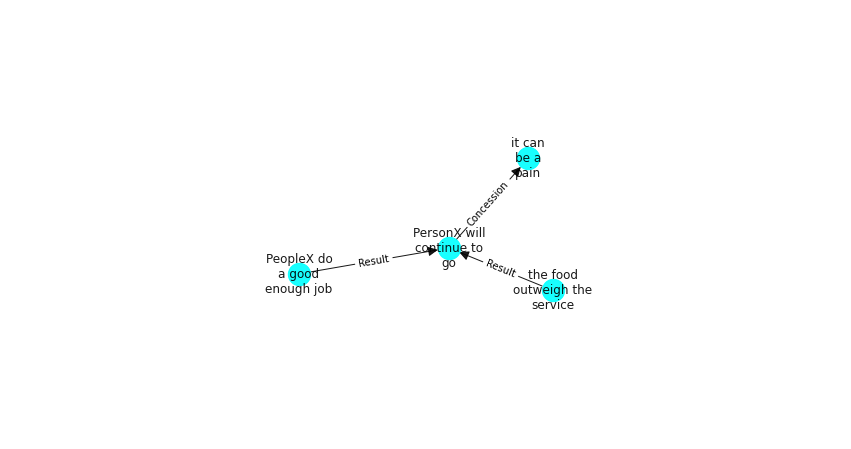 it can
be a
pain
Concession
PersonX will
continue to
go
PeopleX do
a good
enough job
Result
Result
the food
outweigh the
service